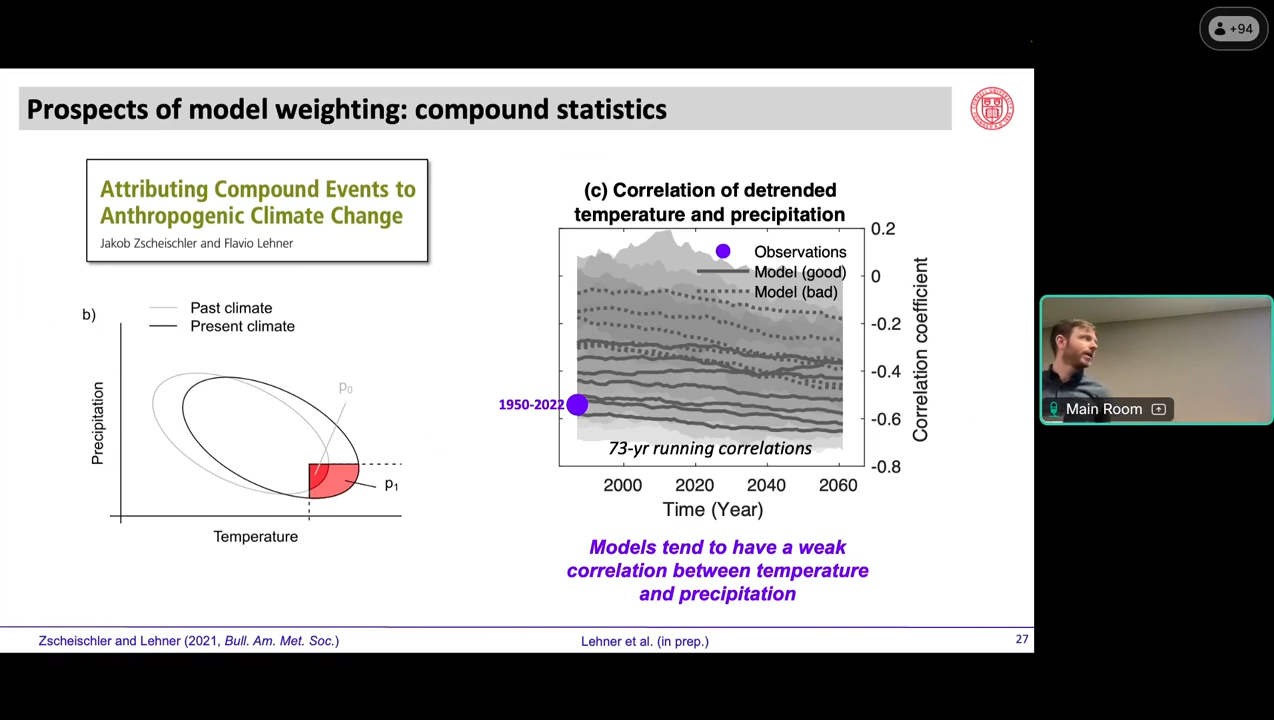 +94
Prospects of model weighting: compound statistics
Attributing Compound Events to
Anthropogenic Climate Change
Jakob Zscheischler and Flavio Lehner
b)
Past climate
Present climate
Precipitation
p0
p1
Temperature
(c) Correlation of detrended
temperature and precipitation
Observations
Model (good)
Model (bad)
0.2
0
-0.2
-0.4
-0.6
-0.8
Correlation coefficient
1950-2022
73-yr running correlations
2000 2020 2040 2060
Time (Year)
Models tend to have a weak
correlation between temperature
and precipitation
Zscheischler and Lehner (2021, Bull. Am. Met. Soc.)
Lehner et al. (in prep.)
27
Main Room